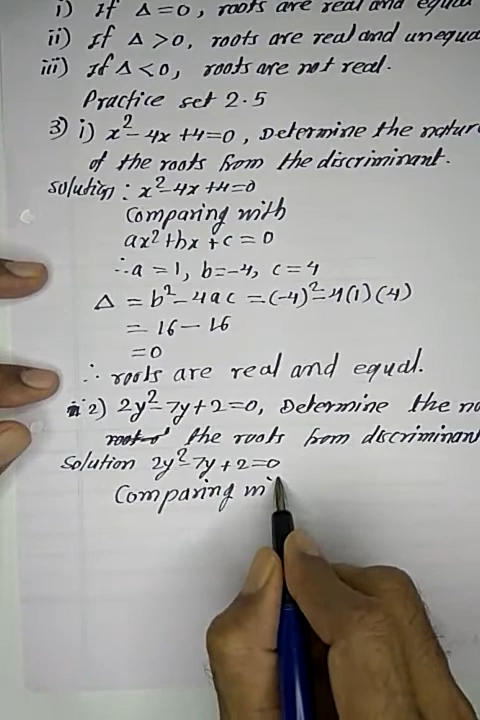 i) If Δ = 0, roots are real and equal
ii) If Δ > 0, roots are real and unequa
iii) If Δ < 0, roots are not real.
Practice set 2.5
3) i) x² - 4x + 4 = 0, Determine the natur
of the roots from the discriminant.
Solution : x² - 4x + 4 = 0
Comparing with
ax² + bx + c = 0
∴ a = 1, b = -4, c = 4
Δ = b² - 4ac = (-4)² - 4(1)(4)
= 16 - 16
= 0
∴ roots are real and equal.
2) 2y² - 7y + 2 = 0, Determine the na
the roots from discriminant
Solution 2y² - 7y + 2 = 0
Comparing wi